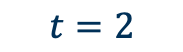 t = 2